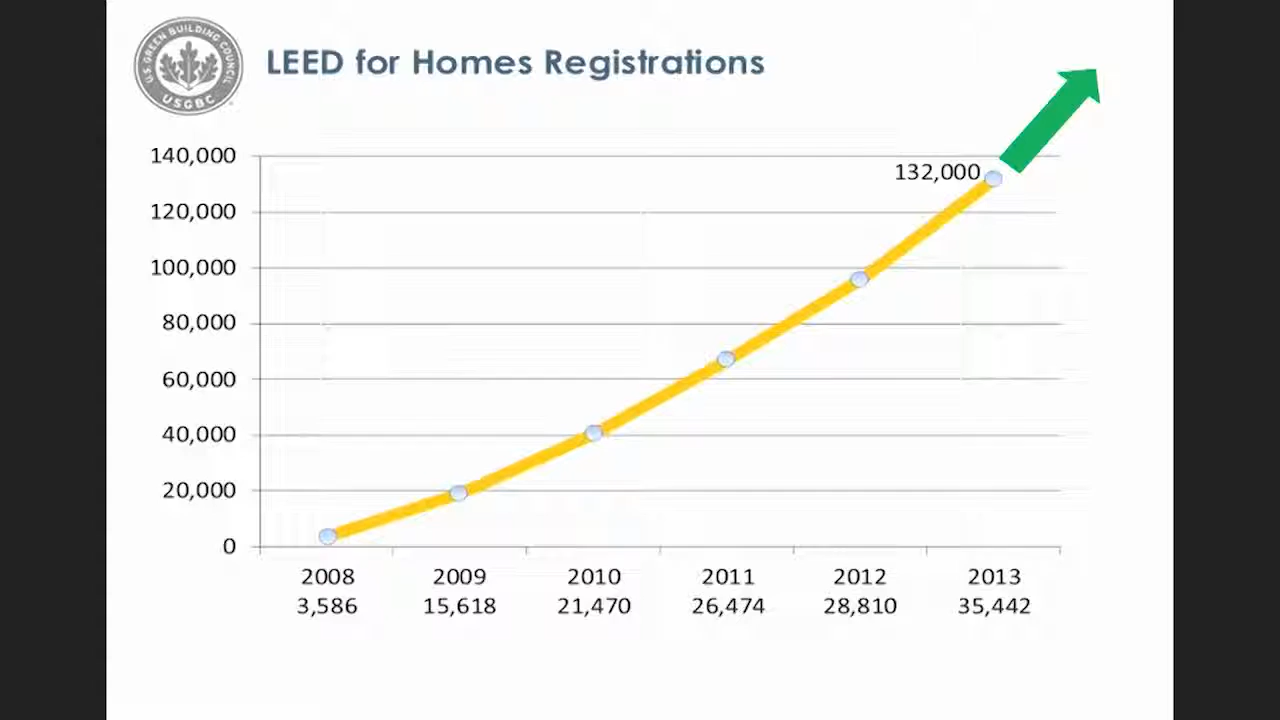 U.S. GREEN BUILDING COUNCIL
USGBC
LEED for Homes Registrations
140,000
120,000
100,000
80,000
60,000
40,000
20,000
0
132,000
2008 2009 2010 2011 2012 2013
3,586 15,618 21,470 26,474 28,810 35,442